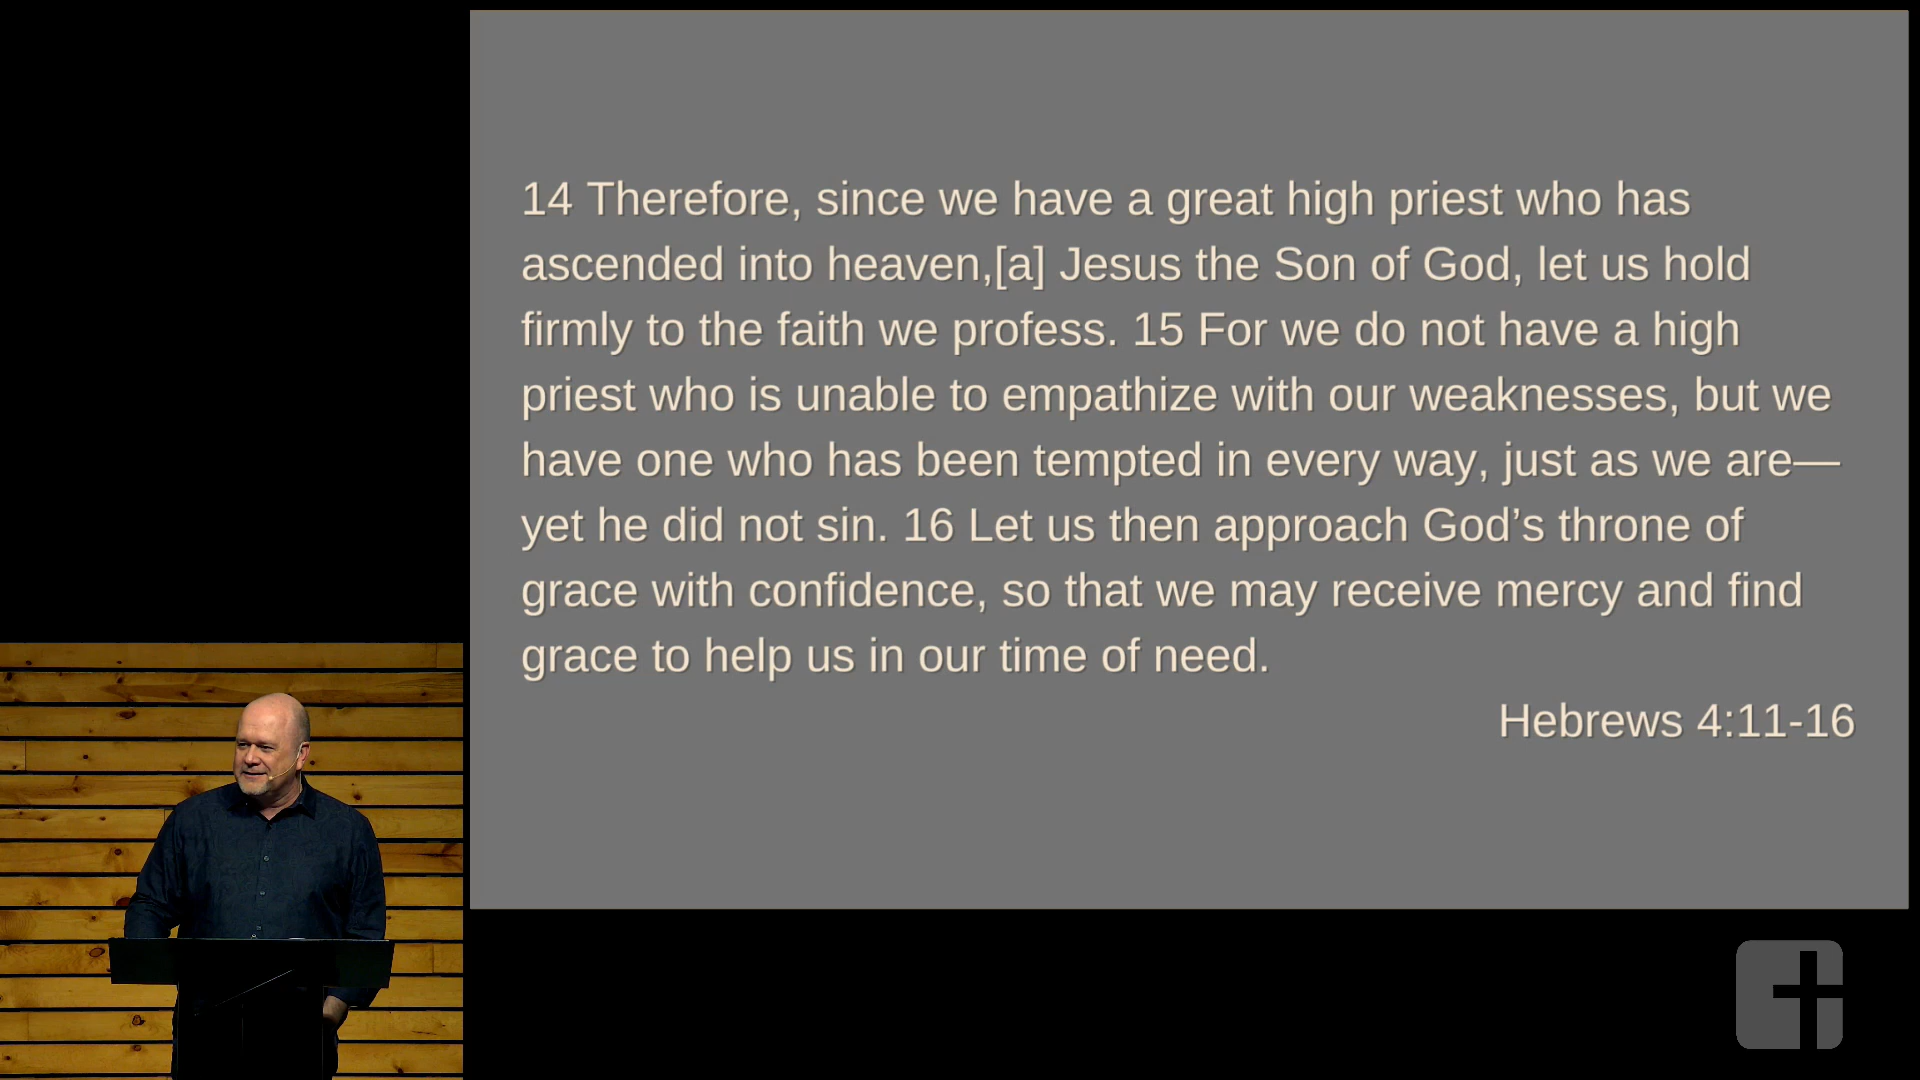 14 Therefore, since we have a great high priest who has
ascended into heaven,[a] Jesus the Son of God, let us hold
firmly to the faith we profess. 15 For we do not have a high
priest who is unable to empathize with our weaknesses, but we
have one who has been tempted in every way, just as we are—
yet he did not sin. 16 Let us then approach God’s throne of
grace with confidence, so that we may receive mercy and find
grace to help us in our time of need.
Hebrews 4:11-16